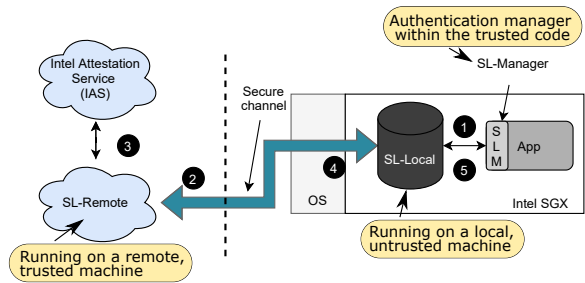 Authentication manager
within the trusted code
SL-Manager
Intel Attestation
Service
(IAS)
Secure
channel
3
1
S
L
M
App
2
4
SL-Local
5
SL-Remote
OS
Intel SGX
Running on a remote,
trusted machine
Running on a local,
untrusted machine